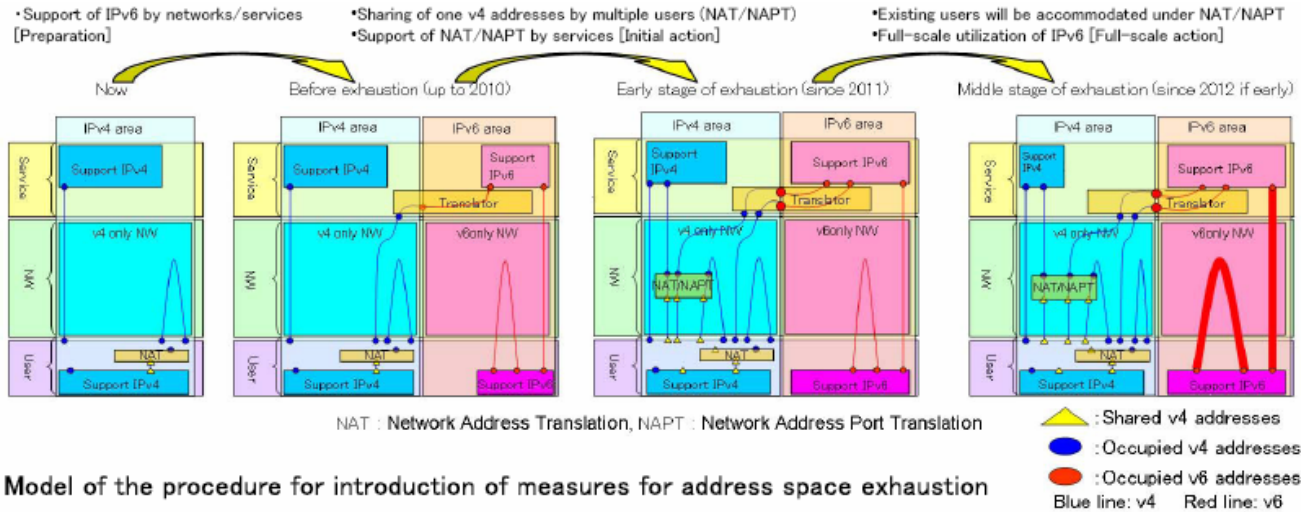 ・Support of IPv6 by networks/services
[Preparation]
•Sharing of one v4 addresses by multiple users (NAT/NAPT)
•Support of NAT/NAPT by services [Initial action]
•Existing users will be accommodated under NAT/NAPT
•Full-scale utilization of IPv6 [Full-scale action]
Now
Before exhaustion (up to 2010)
Early stage of exhaustion (since 2011)
Middle stage of exhaustion (since 2012 if early)
IPv4 area
Service
Support IPv4
v4 only NW
NW
NAT
User
Support IPv4
IPv4 area
IPv6 area
Service
Support IPv4
Support
IPv6
Translator
v4 only NW
v6only NW
NW
NAT
User
Support IPv4
Support IPv6
IPv4 area
IPv6 area
Service
Support
IPv4
Support IPv6
Translator
v4 only NW
v6only NW
NW
NAT/NAPT
NAT
User
Support IPv4
Support IPv6
IPv4 area
IPv6 area
Service
Support
IPv4
Support IPv6
Translator
v4 only NW
v6only NW
NW
NAT/NAPT
NAT
User
Support IPv4
Support IPv6
NAT : Network Address Translation, NAPT : Network Address Port Translation
: Shared v4 addresses
: Occupied v4 addresses
: Occupied v6 addresses
Blue line: v4 Red line: v6
Model of the procedure for introduction of measures for address space exhaustion